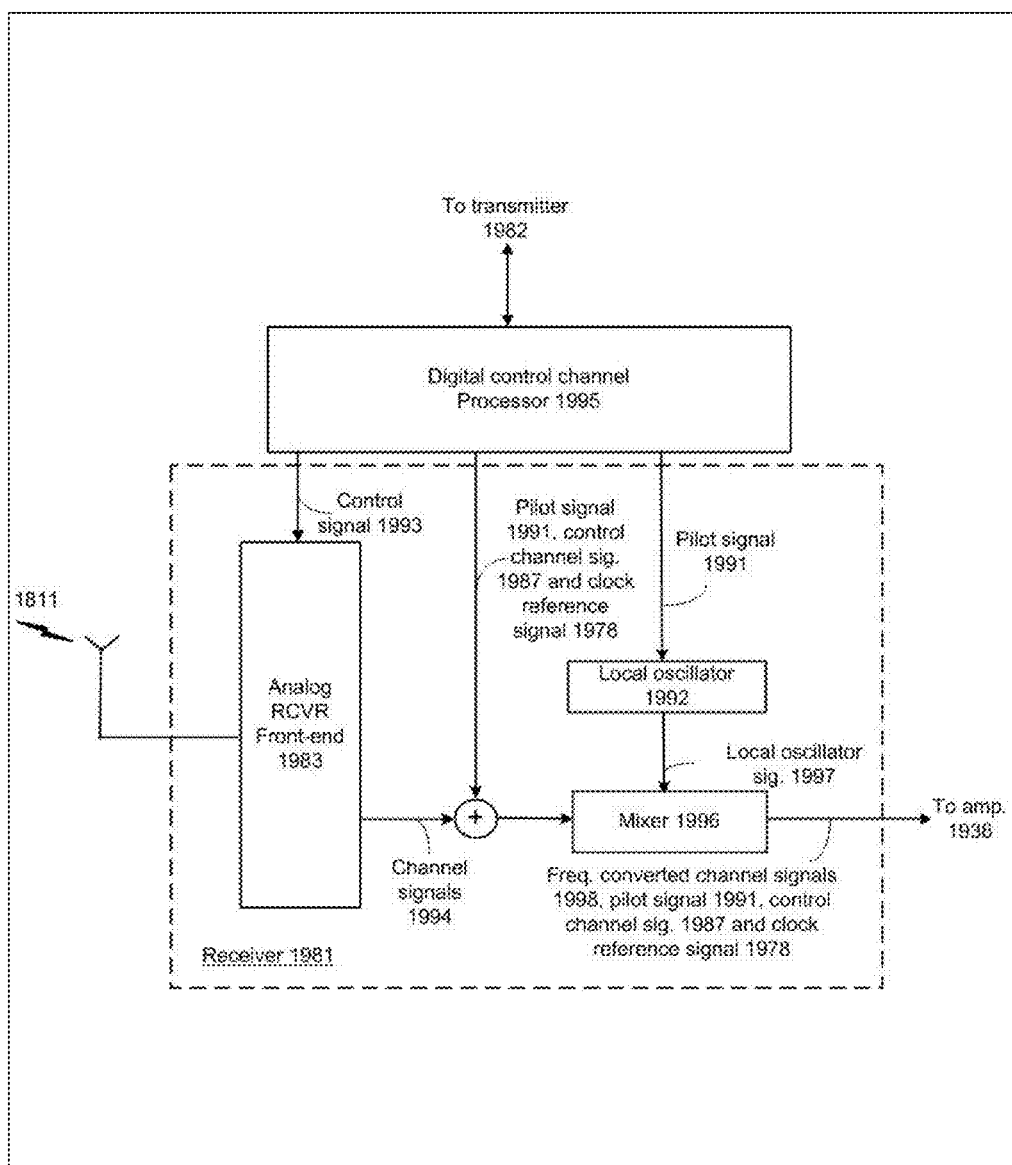 To transmitter
1982
Digital control channel
Processor 1995
Control
signal 1993
Pilot signal
1991, control
channel sig.
1987 and clock
reference
signal 1978
Pilot signal
1991
1811
Analog
RCVR
Front-end
1983
Local oscillator
1992
Local oscillator
sig. 1997
+
Mixer 1996
To amp.
1936
Channel
signals
1994
Freq. converted channel signals
1998, pilot signal 1991, control
channel sig. 1987 and clock
reference signal 1978
Receiver 1981